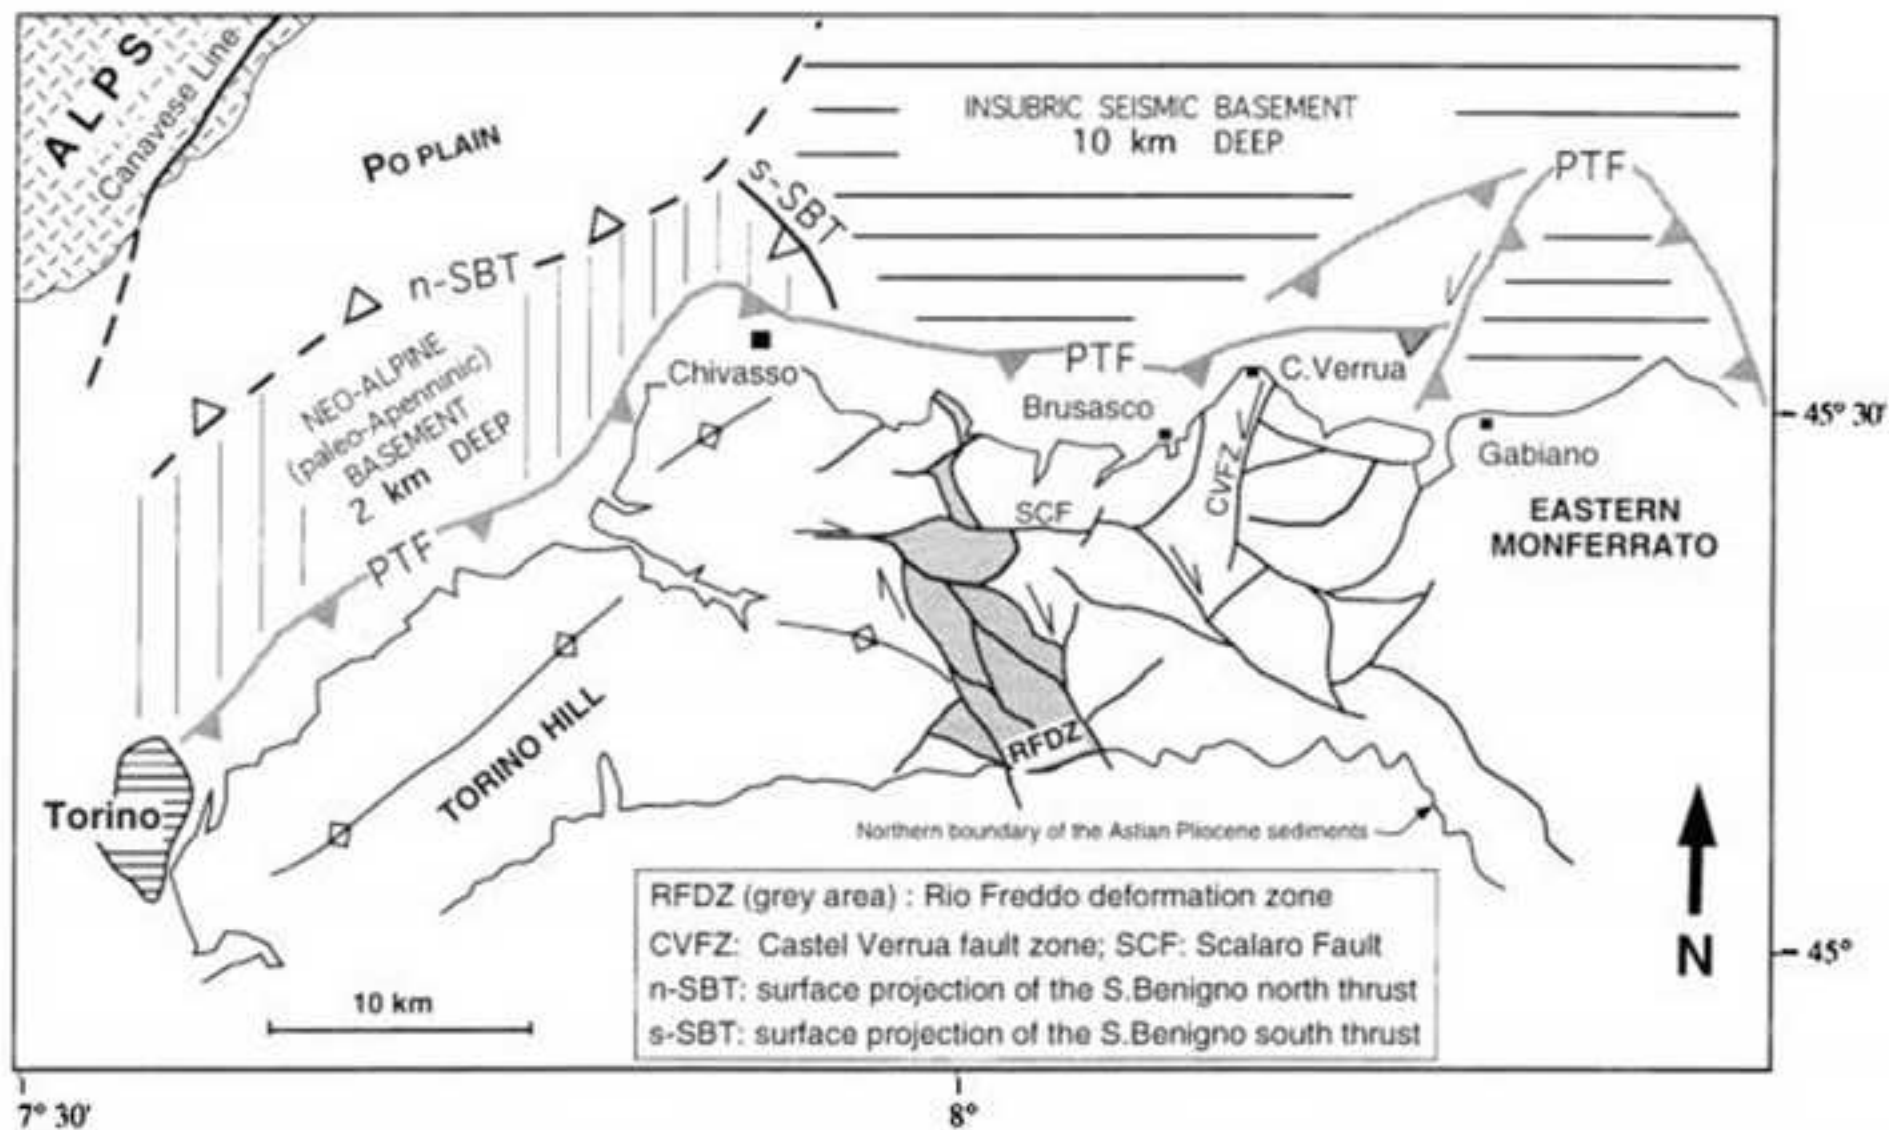 ALPS
Canavese Line
PO PLAIN
INSUBRIC SEISMIC BASEMENT
10 km DEEP
PTF
s-SBT
n-SBT
NEO-ALPINE
(paleo-Apenninic)
BASEMENT
2 km DEEP
Chivasso
PTF
C.Verrua
Brusasco
45° 30'
Gabiano
CVFZ
SCF
EASTERN
MONFERRATO
PTF
TORINO HILL
RFDZ
Torino
Northern boundary of the Astian Pliocene sediments
RFDZ (grey area) : Rio Freddo deformation zone
CVFZ: Castel Verrua fault zone; SCF: Scalaro Fault
n-SBT: surface projection of the S.Benigno north thrust
s-SBT: surface projection of the S.Benigno south thrust
N
45°
10 km
7° 30'
8°